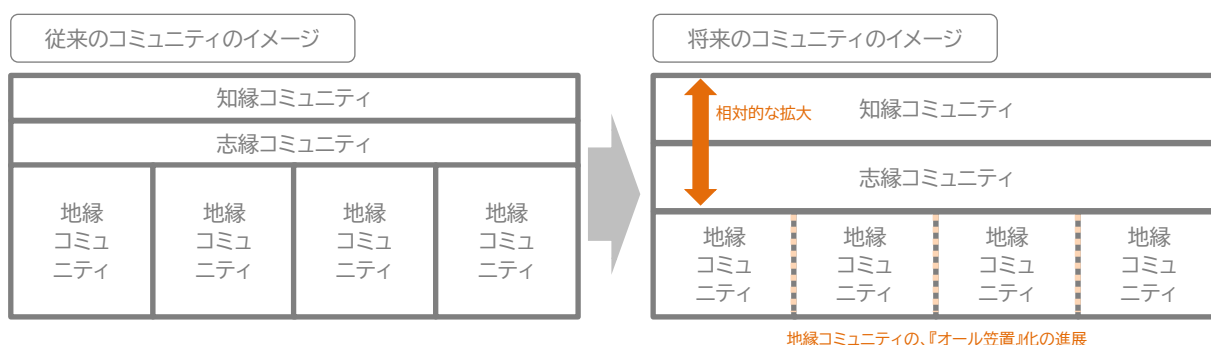 従来のコミュニティのイメージ
知縁コミュニティ
志縁コミュニティ
地縁
コミュ
ニティ
地縁
コミュ
ニティ
地縁
コミュ
ニティ
地縁
コミュ
ニティ
将来のコミュニティのイメージ
相対的な拡大
知縁コミュニティ
志縁コミュニティ
地縁
コミュ
ニティ
地縁
コミュ
ニティ
地縁
コミュ
ニティ
地縁
コミュ
ニティ
地縁コミュニティの、『オール笠置』化の進展